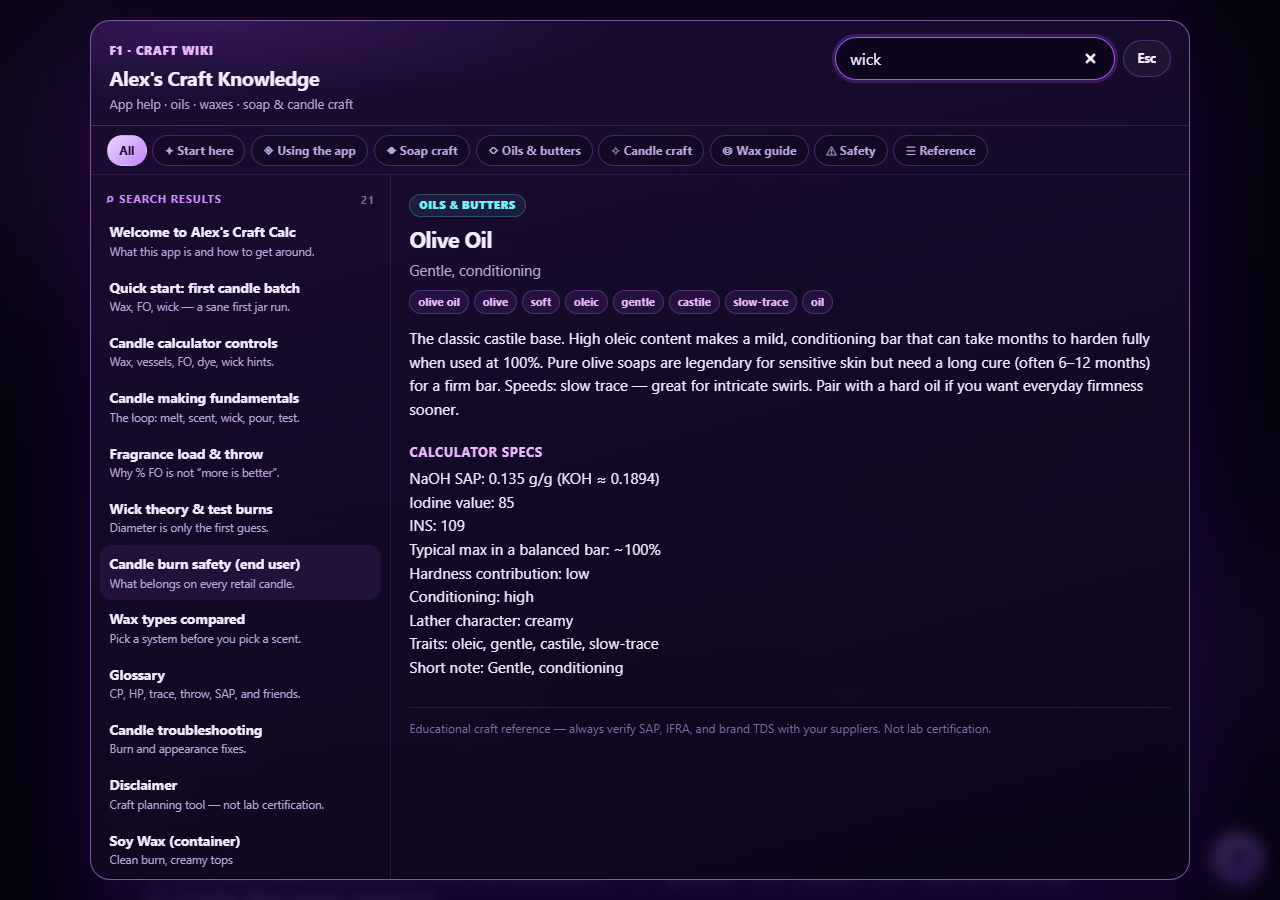 F1 · CRAFT WIKI
Alex's Craft Knowledge
App help · oils · waxes · soap & candle craft
wick
Esc
All
Start here
Using the app
Soap craft
Oils & butters
Candle craft
Wax guide
Safety
Reference
SEARCH RESULTS
21
Welcome to Alex's Craft Calc
What this app is and how to get around.
Quick start: first candle batch
Wax, FO, wick — a sane first jar run.
Candle calculator controls
Wax, vessels, FO, dye, wick hints.
Candle making fundamentals
The loop: melt, scent, wick, pour, test.
Fragrance load & throw
Why % FO is not “more is better”.
Wick theory & test burns
Diameter is only the first guess.
Candle burn safety (end user)
What belongs on every retail candle.
Wax types compared
Pick a system before you pick a scent.
Glossary
CP, HP, trace, throw, SAP, and friends.
Candle troubleshooting
Burn and appearance fixes.
Disclaimer
Craft planning tool — not lab certification.
Soy Wax (container)
Clean burn, creamy tops
OILS & BUTTERS
Olive Oil
Gentle, conditioning
olive oil olive soft oleic gentle castile slow-trace oil
The classic castile base. High oleic content makes a mild, conditioning bar that can take months to harden fully
when used at 100%. Pure olive soaps are legendary for sensitive skin but need a long cure (often 6–12 months)
for a firm bar. Speeds: slow trace — great for intricate swirls. Pair with a hard oil if you want everyday firmness
sooner.
CALCULATOR SPECS
NaOH SAP: 0.135 g/g (KOH ≈ 0.1894)
Iodine value: 85
INS: 109
Typical max in a balanced bar: ~100%
Hardness contribution: low
Conditioning: high
Lather character: creamy
Traits: oleic, gentle, castile, slow-trace
Short note: Gentle, conditioning
Educational craft reference — always verify SAP, IFRA, and brand TDS with your suppliers. Not lab certification.